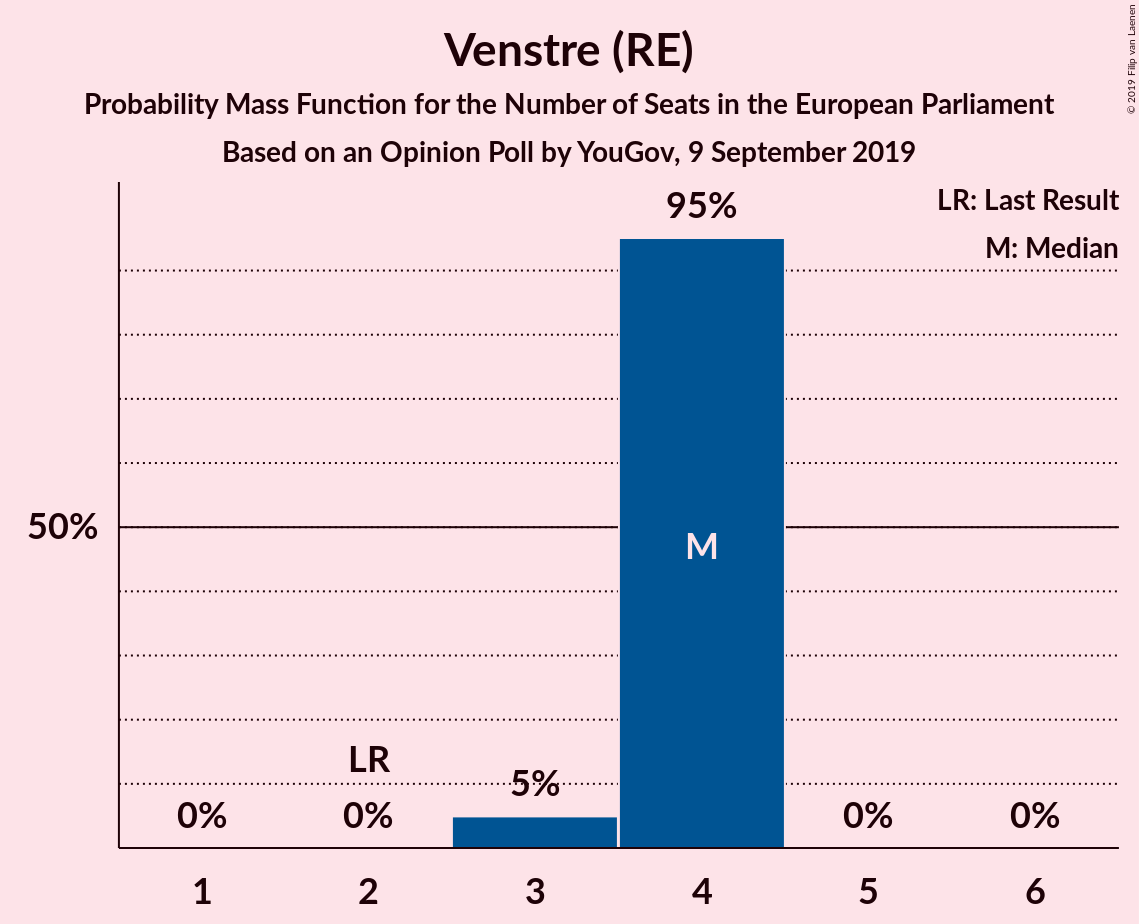 Venstre (RE)
Probability Mass Function for the Number of Seats in the European Parliament
Based on an Opinion Poll by YouGov, 9 September 2019
© 2019 Filip van Laenen
LR: Last Result
M: Median
95%
50%
M
LR
5%
0%
0%
0%
0%
1
2
3
4
5
6